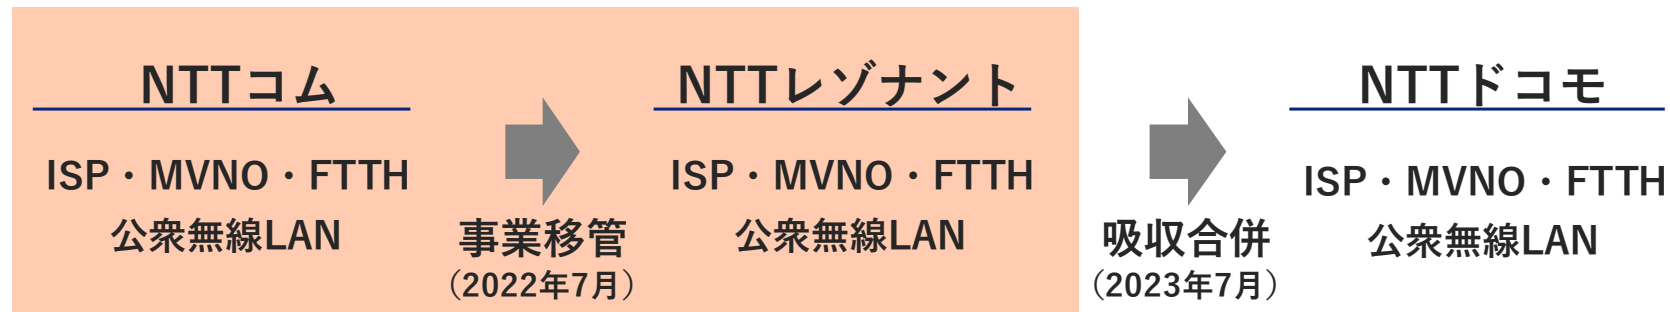 NTTコム
ISP・MVNO・FTTH
公衆無線LAN
事業移管
（2022年7月）
NTTレゾナント
ISP・MVNO・FTTH
公衆無線LAN
吸収合併
（2023年7月）
NTTドコモ
ISP・MVNO・FTTH
公衆無線LAN